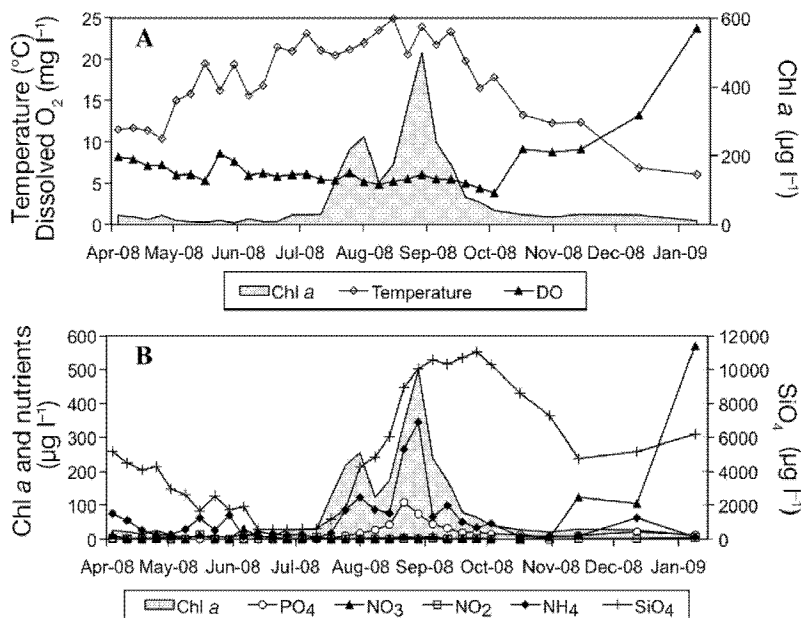 A
25
20
15
10
5
0
Temperature (°C)
Dissolved O₂ (mg l⁻¹)
600
400
200
0
Chl a (µg l⁻¹)
Apr-08 May-08 Jun-08 Jul-08 Aug-08 Sep-08 Oct-08 Nov-08 Dec-08 Jan-09
Chl a Temperature DO
B
600
500
400
300
200
100
0
Chl a and nutrients
(µg l⁻¹)
12000
10000
8000
6000
4000
2000
0
SiO₄ (µg l⁻¹)
Apr-08 May-08 Jun-08 Jul-08 Aug-08 Sep-08 Oct-08 Nov-08 Dec-08 Jan-09
Chl a PO₄ NO₃ NO₂ NH₄ SiO₄